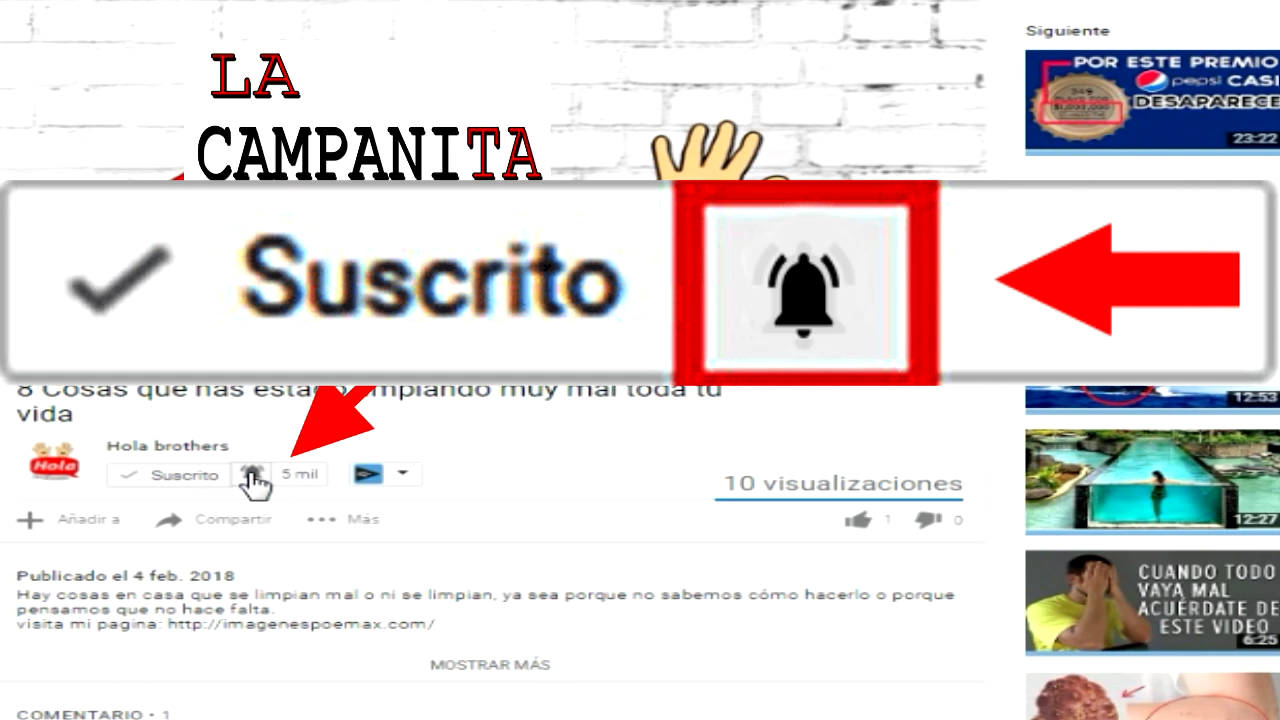 LA
CAMPANITA
Siguiente
POR ESTE PREMIO
pepsi CASI
DESAPARECE
23:22
Suscrito
8 Cosas que has estado limpiando muy mal toda tu
vida
12:53
Hola brothers
Hola
Suscrito
5 mil
10 visualizaciones
12:27
Añadir a
Compartir
Más
1
0
Publicado el 4 feb. 2018
Hay cosas en casa que se limpian mal o ni se limpian, ya sea porque no sabemos cómo hacerlo o porque
pensamos que no hace falta.
visita mi pagina: http://imagenespoemax.com/
CUANDO TODO
VAYA MAL
ACUÉRDATE DE
ESTE VIDEO
6:25
MOSTRAR MÁS
COMENTARIO • 1